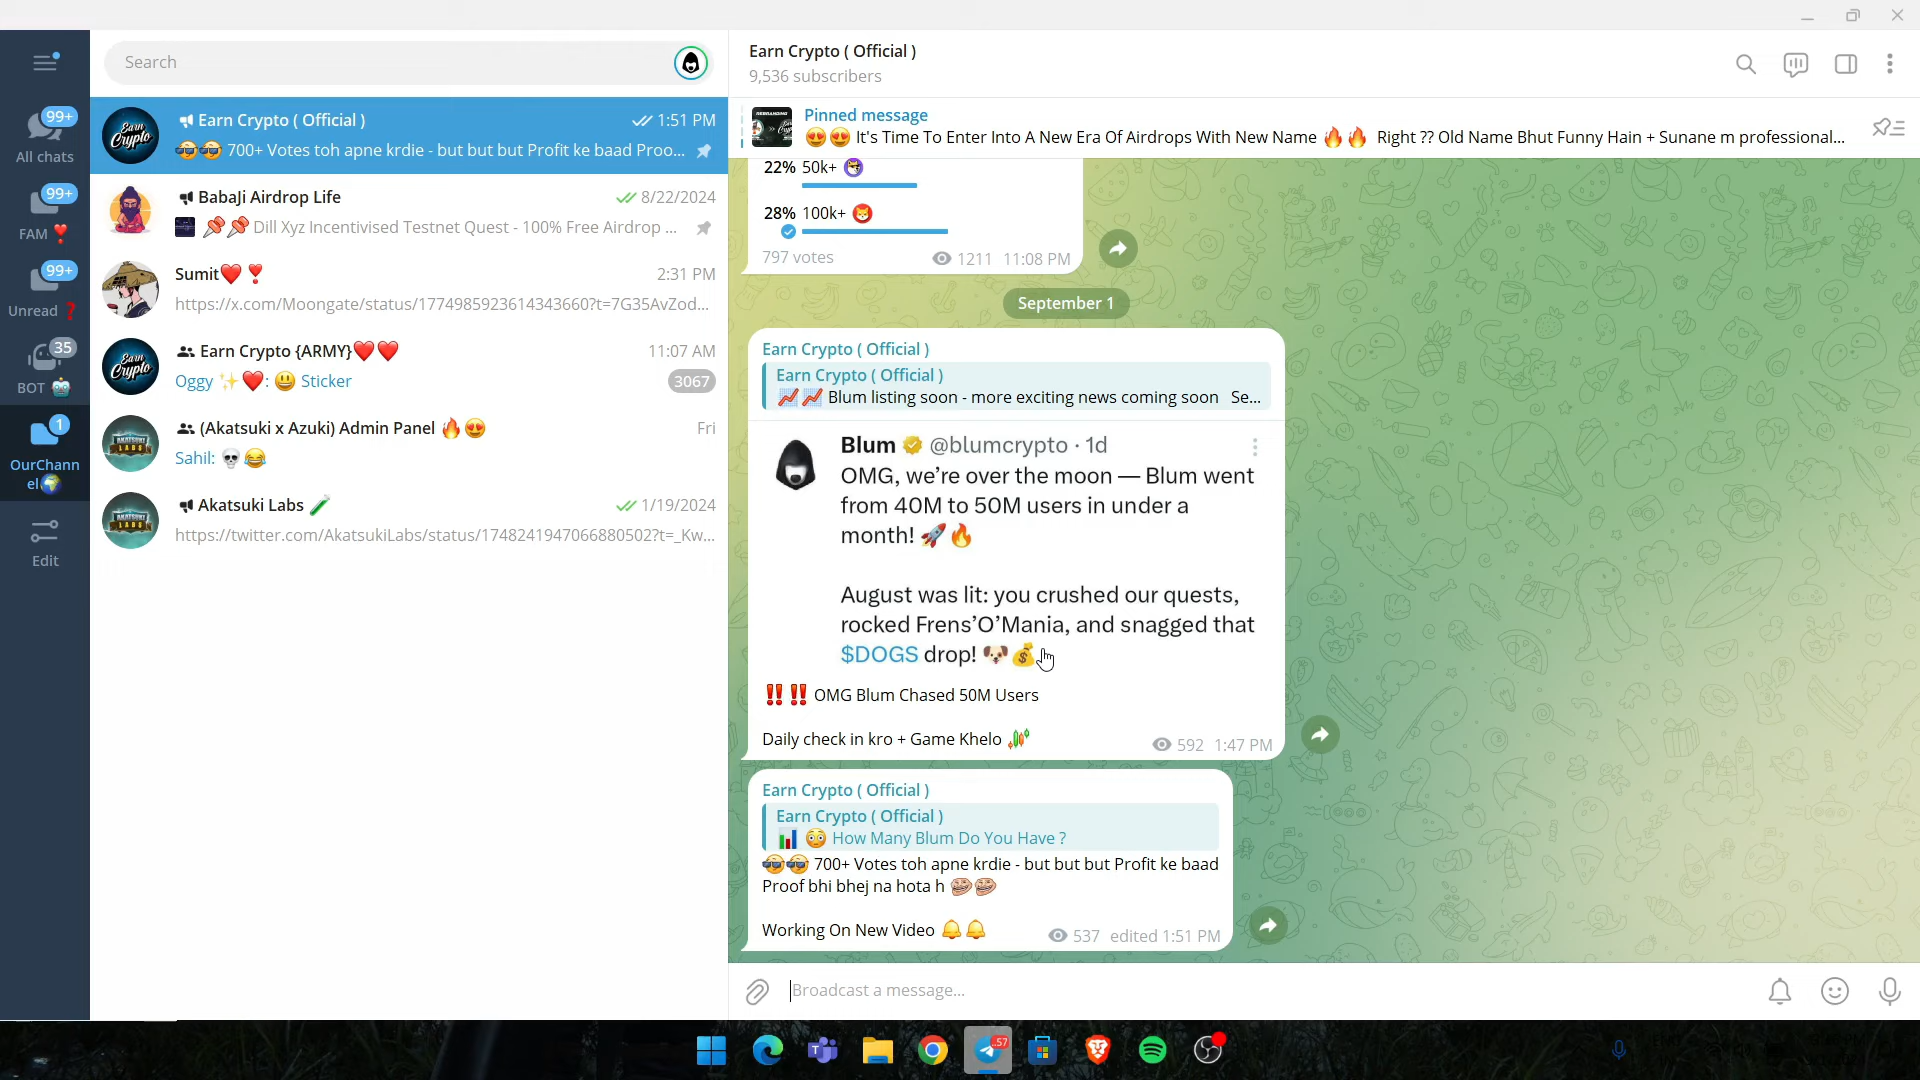 Search
Earn Crypto ( Official )
9,536 subscribers
99+
All chats
99+
FAM
99+
Unread
35
BOT
1
OurChann
el
Edit
Earn Crypto ( Official )
1:51 PM
700+ Votes toh apne krdie - but but but Profit ke baad Proo...
BabaJi Airdrop Life
8/22/2024
Dill Xyz Incentivised Testnet Quest - 100% Free Airdrop ...
Sumit
2:31 PM
https://x.com/Moongate/status/1774985923614343660?t=7G35AvZod...
Earn Crypto {ARMY}
11:07 AM
Oggy ✨❤️: 😃 Sticker
3067
(Akatsuki x Azuki) Admin Panel
Fri
Sahil: 💀😂
Akatsuki Labs
1/19/2024
https://twitter.com/AkatsukiLabs/status/1748241947066880502?t=_Kw...
Pinned message
😍😍 It's Time To Enter Into A New Era Of Airdrops With New Name 🔥🔥 Right ?? Old Name Bhut Funny Hain + Sunane m professional...
22% 50k+
28% 100k+
797 votes
1211 11:08 PM
September 1
Earn Crypto ( Official )
Earn Crypto ( Official )
Blum listing soon - more exciting news coming soon Se...
Blum @blumcrypto · 1d
OMG, we're over the moon — Blum went
from 40M to 50M users in under a
month! 🚀🔥
August was lit: you crushed our quests,
rocked Frens'O'Mania, and snagged that
$DOGS drop! 🐶💰
‼️‼️ OMG Blum Chased 50M Users
Daily check in kro + Game Khelo
592 1:47 PM
Earn Crypto ( Official )
Earn Crypto ( Official )
📊 😳 How Many Blum Do You Have ?
700+ Votes toh apne krdie - but but but Profit ke baad
Proof bhi bhej na hota h
Working On New Video 🔔🔔
537 edited 1:51 PM
Broadcast a message...
57